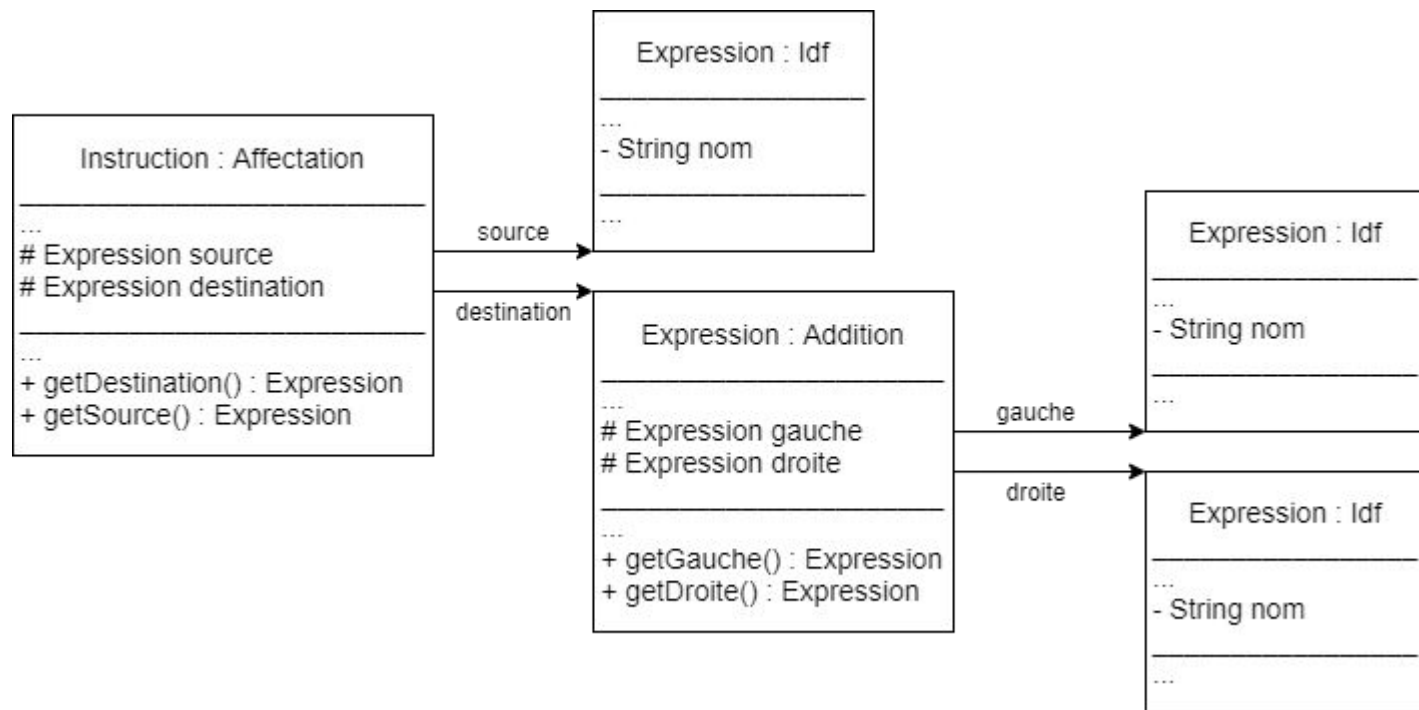 Instruction : Affectation
...
# Expression source
# Expression destination
...
+ getDestination() : Expression
+ getSource() : Expression
source
destination
Expression : Idf
...
- String nom
...
Expression : Addition
...
# Expression gauche
# Expression droite
...
+ getGauche() : Expression
+ getDroite() : Expression
gauche
droite
Expression : Idf
...
- String nom
...
Expression : Idf
...
- String nom
...